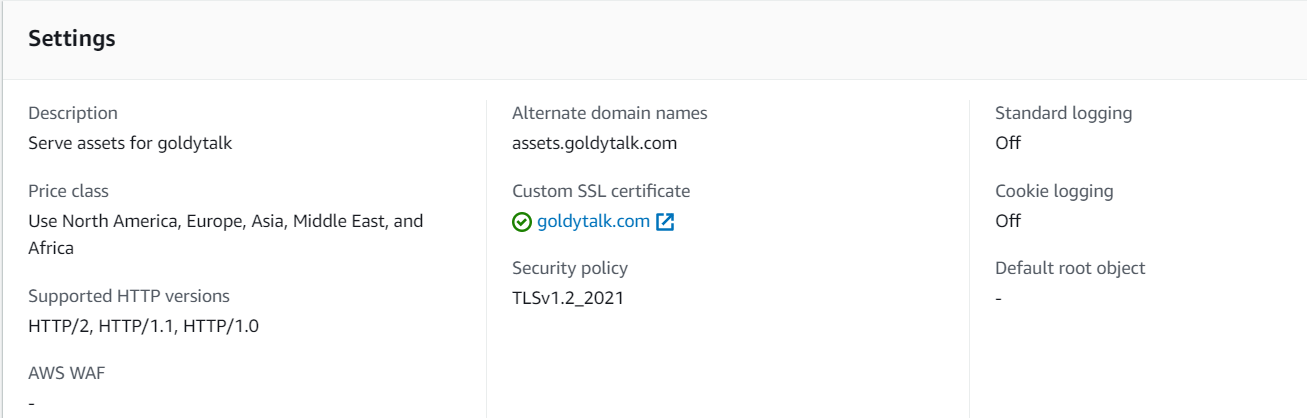 Settings
Description
Serve assets for goldytalk
Price class
Use North America, Europe, Asia, Middle East, and
Africa
Supported HTTP versions
HTTP/2, HTTP/1.1, HTTP/1.0
AWS WAF
-
Alternate domain names
assets.goldytalk.com
Custom SSL certificate
goldytalk.com
Security policy
TLSv1.2_2021
Standard logging
Off
Cookie logging
Off
Default root object
-